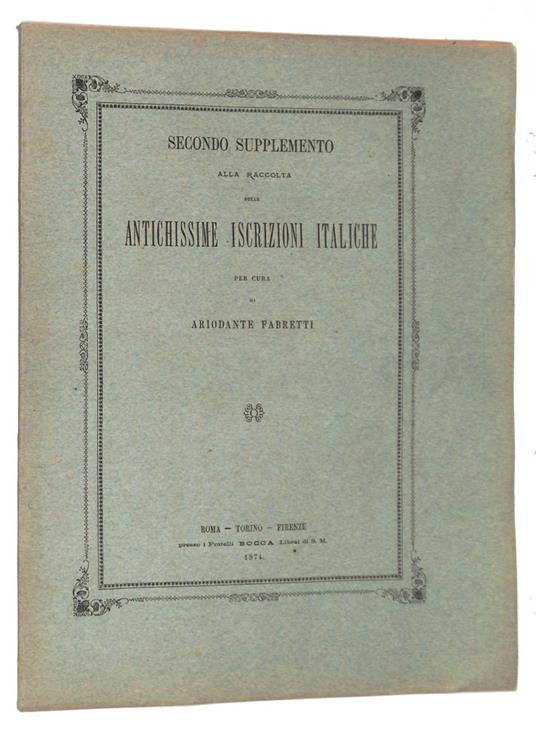 SECONDO SUPPLEMENTO
ALLA RACCOLTA
DELLE
ANTICHISSIME ISCRIZIONI ITALICHE
PER CURA
DI
ARIODANTE FABRETTI
ROMA – TORINO – FIRENZE
presso i Fratelli BOCCA Librai di S. M.
1874.